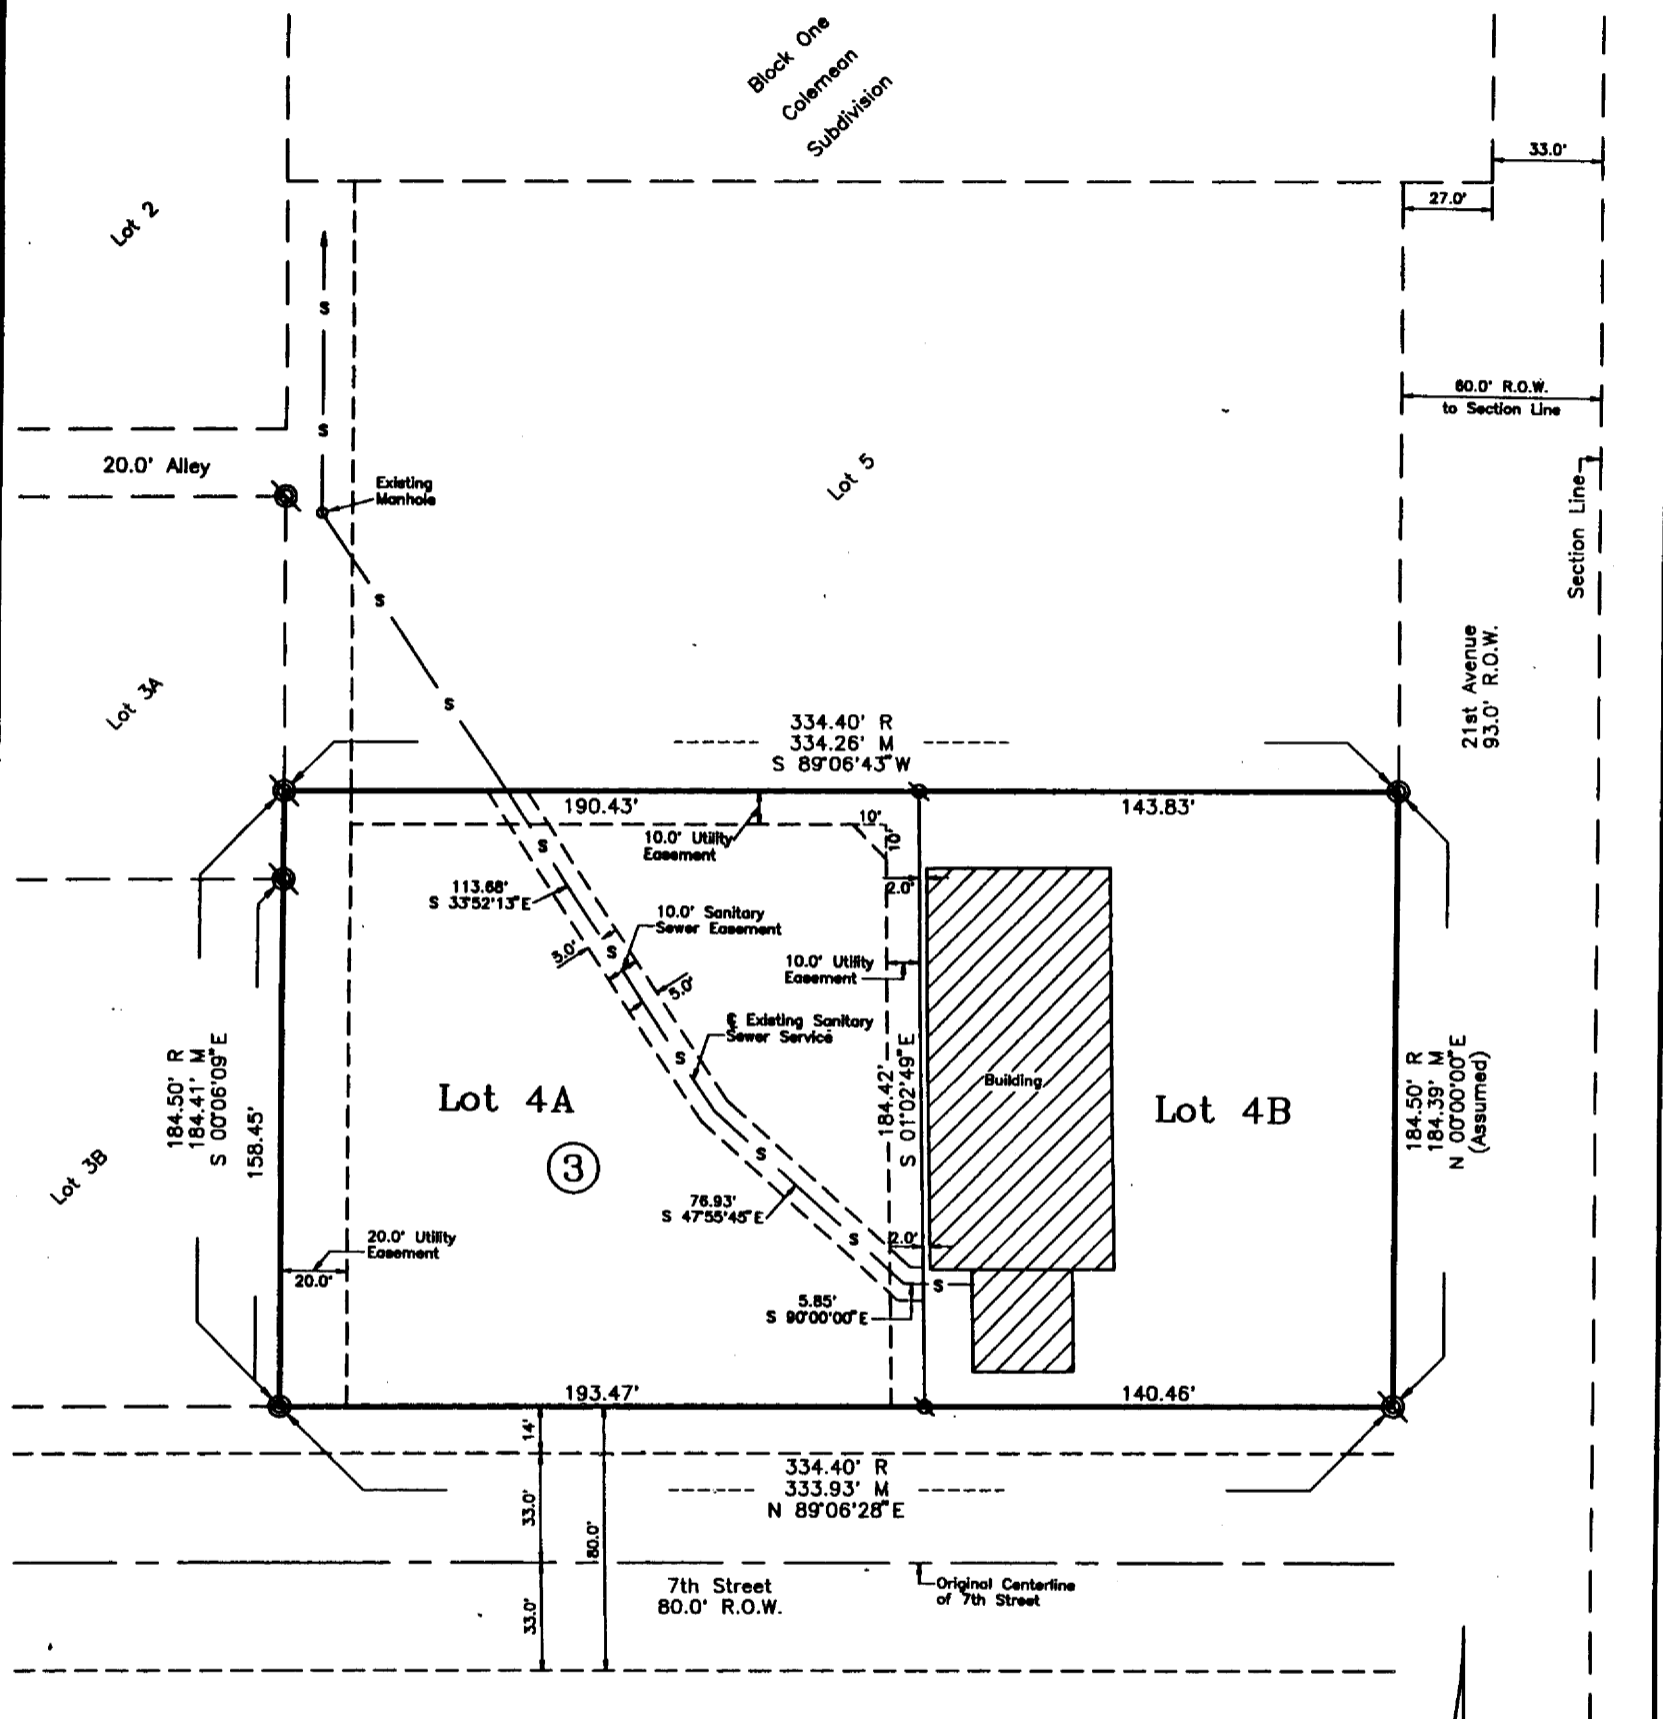 Block One
Colemean
Subdivision
33.0'
27.0'
Lot 2
60.0' R.O.W.
to Section Line
20.0' Alley
Existing
Manhole
Lot 5
Section Line
S
S
S
S
Lot 3A
21st Avenue
93.0' R.O.W.
334.40' R
334.26' M
S 89°06'43" W
190.43'
143.83'
10.0' Utility
Easement
10'
10'
S
2.0'
113.68'
S 33°52'13" E
10.0' Sanitary
Sewer Easement
S
5.0'
5.0'
10.0' Utility
Easement
Existing Sanitary
Sewer Service
S
184.50' R
184.41' M
S 00°06'09" E
158.45'
Lot 4A
3
184.42'
S 01°02'49" E
Building
Lot 4B
184.50' R
184.39' M
N 00°00'00" E
(Assumed)
Lot 3B
S
76.93'
S 47°55'45" E
S
2.0'
20.0' Utility
Easement
20.0'
S
5.85'
S 90°00'00" E
193.47'
140.46'
14'
334.40' R
333.93' M
N 89°06'28" E
33.0'
80.0'
7th Street
80.0' R.O.W.
Original Centerline
of 7th Street
33.0'